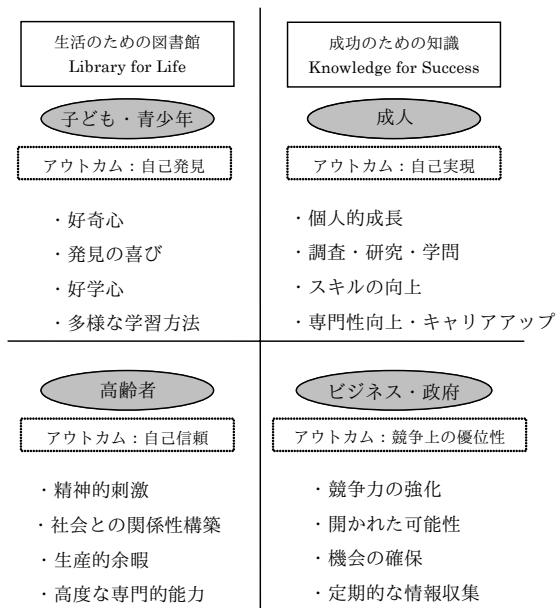 生活のための図書館
Library for Life
子ども・青少年
アウトカム：自己発見
・好奇心
・発見の喜び
・好学心
・多様な学習方法
成功のための知識
Knowledge for Success
成人
アウトカム：自己実現
・個人的成長
・調査・研究・学問
・スキルの向上
・専門性向上・キャリアアップ
高齢者
アウトカム：自己信頼
・精神的刺激
・社会との関係性構築
・生産的余暇
・高度な専門的能力
ビジネス・政府
アウトカム：競争上の優位性
・競争力の強化
・開かれた可能性
・機会の確保
・定期的な情報収集